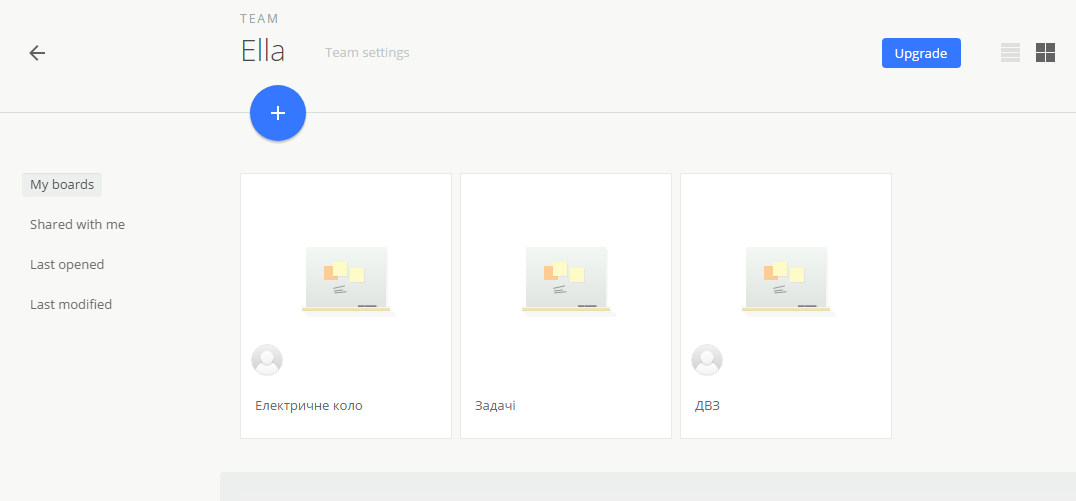 TEAM
Ella
Team settings
Upgrade
My boards
Shared with me
Last opened
Last modified
Електричне коло
Задачі
ДВЗ